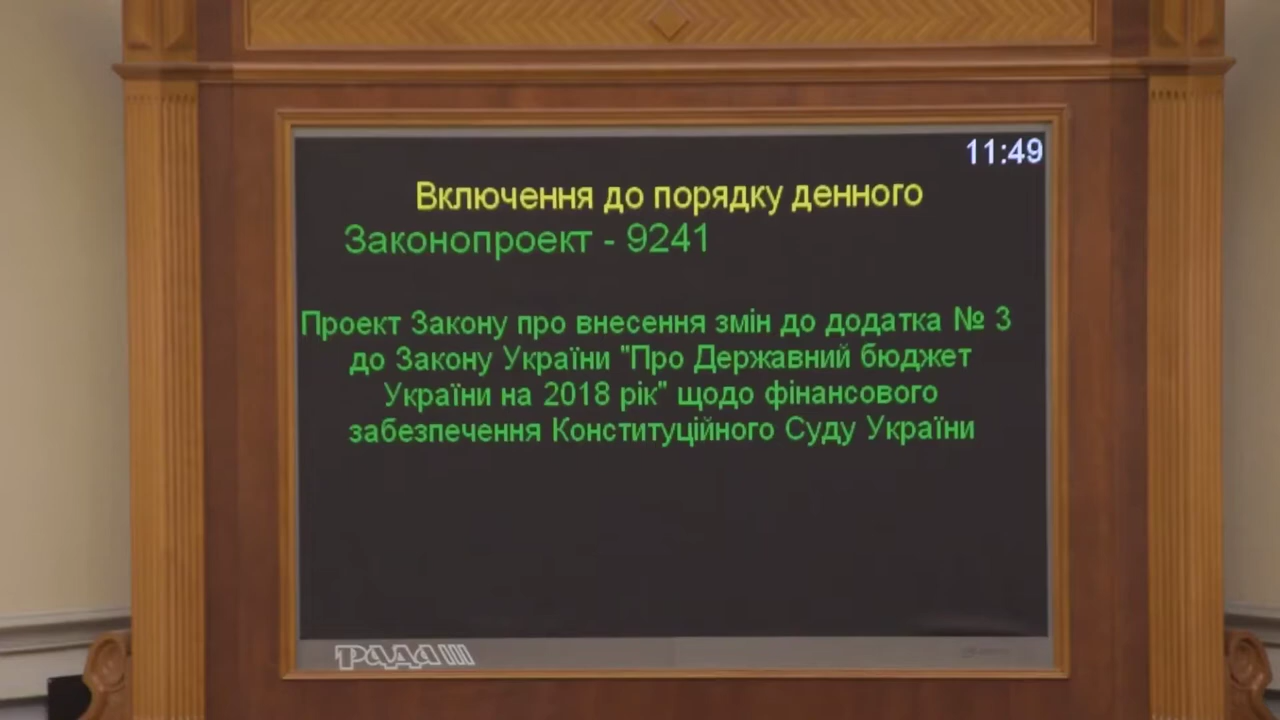 11:49
Включення до порядку денного
Законопроект - 9241
Проект Закону про внесення змін до додатка № 3
до Закону України "Про Державний бюджет
України на 2018 рік" щодо фінансового
забезпечення Конституційного Суду України
РАДА III